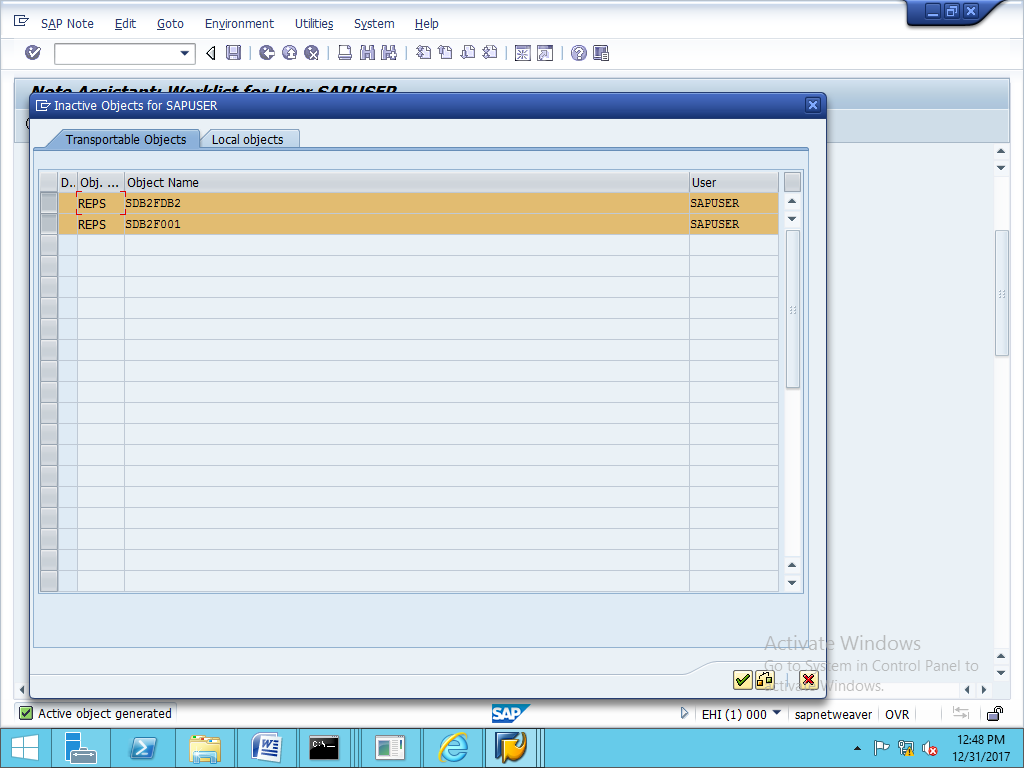 SAP Note Edit Goto Environment Utilities System Help
Note Assistant: Worklist for User SAPUSER
Inactive Objects for SAPUSER
Transportable Objects Local objects
D.. Obj. ... Object Name User
REPS SDB2FDB2 SAPUSER
REPS SDB2F001 SAPUSER
Activate Windows
Go to System in Control Panel to
activate Windows.
Active object generated
SAP
EHI (1) 000 sapnetweaver OVR
12:48 PM
12/31/2017